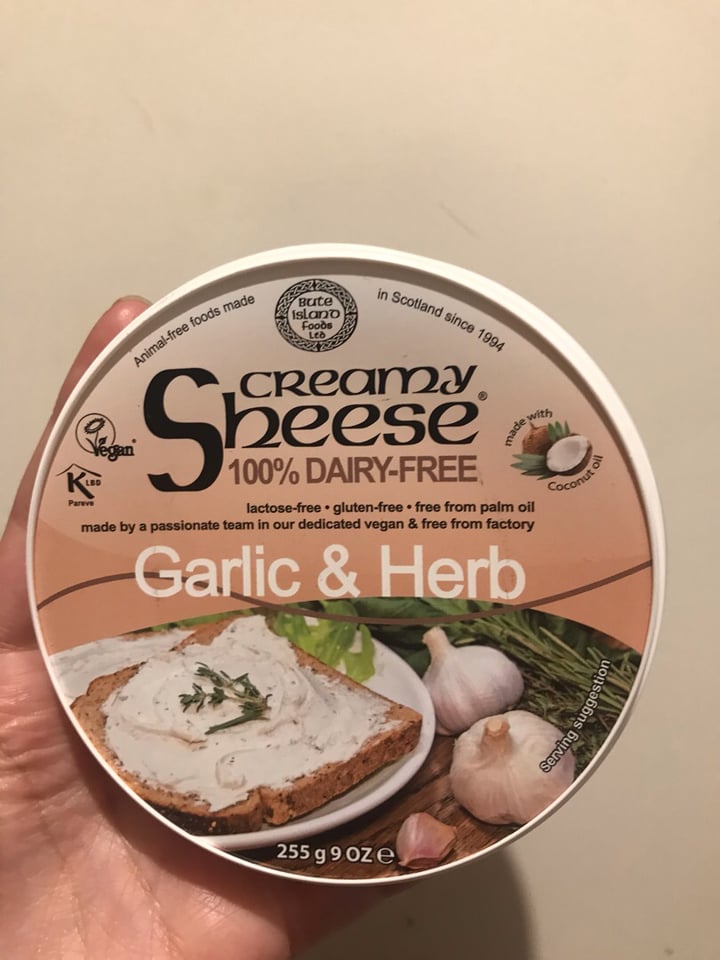 Animal-free foods made
Bute
Island
Foods
Ltd
in Scotland since 1994
CREAMY
Sheese®
100% DAIRY-FREE
Vegan
K LBD
Pareve
made with
Coconut oil
lactose-free • gluten-free • free from palm oil
made by a passionate team in our dedicated vegan & free from factory
Garlic & Herb
Serving suggestion
255 g 9 OZ e